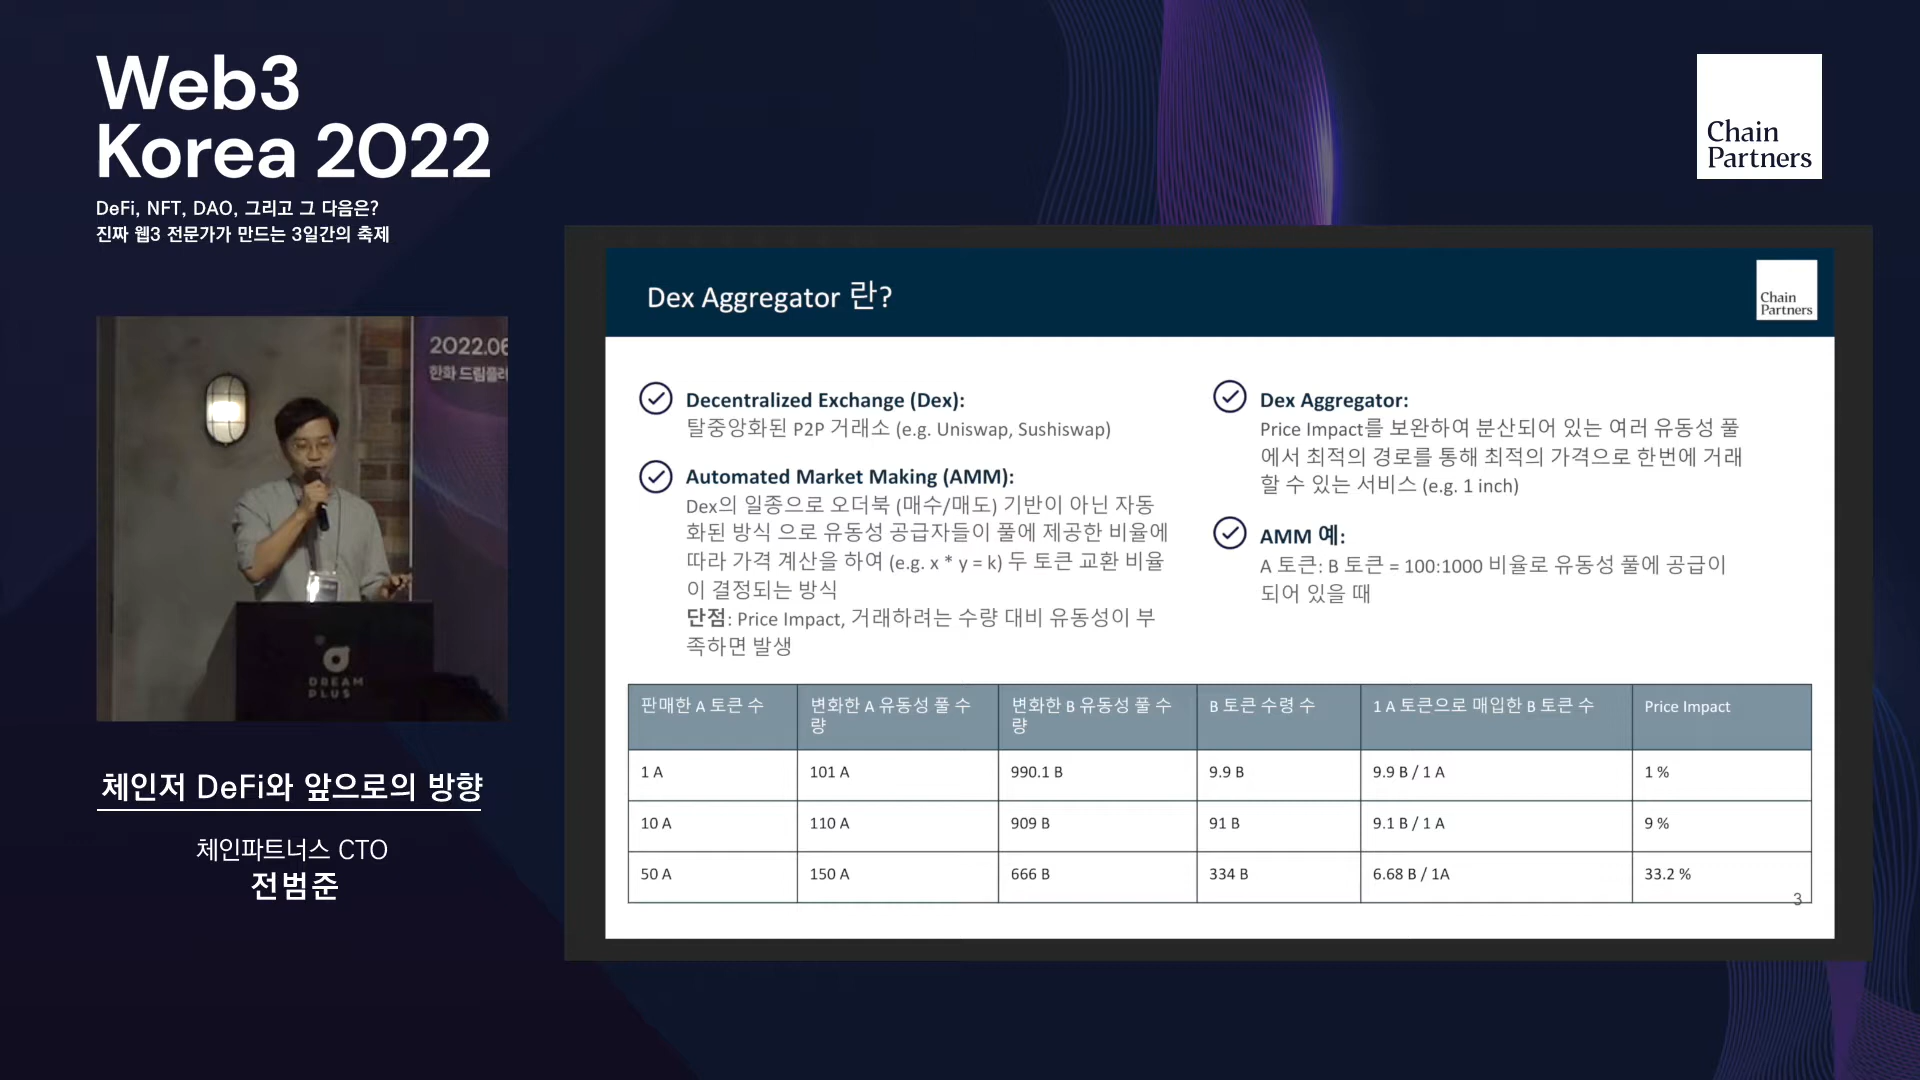 Web3
Korea 2022
DeFi, NFT, DAO, 그리고 그 다음은?
진짜 웹3 전문가가 만드는 3일간의 축제
Chain
Partners
2022.06
한화 드림플
DREAM
PLUS
체인저 DeFi와 앞으로의 방향
체인파트너스 CTO
전범준
Dex Aggregator 란?
Chain
Partners
Decentralized Exchange (Dex):
탈중앙화된 P2P 거래소 (e.g. Uniswap, Sushiswap)
Automated Market Making (AMM):
Dex의 일종으로 오더북 (매수/매도) 기반이 아닌 자동
화된 방식 으로 유동성 공급자들이 풀에 제공한 비율에
따라 가격 계산을 하여 (e.g. x * y = k) 두 토큰 교환 비율
이 결정되는 방식
단점: Price Impact, 거래하려는 수량 대비 유동성이 부
족하면 발생
Dex Aggregator:
Price Impact를 보완하여 분산되어 있는 여러 유동성 풀
에서 최적의 경로를 통해 최적의 가격으로 한번에 거래
할 수 있는 서비스 (e.g. 1 inch)
AMM 예:
A 토큰: B 토큰 = 100:1000 비율로 유동성 풀에 공급이
되어 있을 때
판매한 A 토큰 수 변화한 A 유동성 풀 수량 변화한 B 유동성 풀 수량 B 토큰 수령 수 1 A 토큰으로 매입한 B 토큰 수 Price Impact
1 A 101 A 990.1 B 9.9 B 9.9 B / 1 A 1 %
10 A 110 A 909 B 91 B 9.1 B / 1 A 9 %
50 A 150 A 666 B 334 B 6.68 B / 1A 33.2 %
3